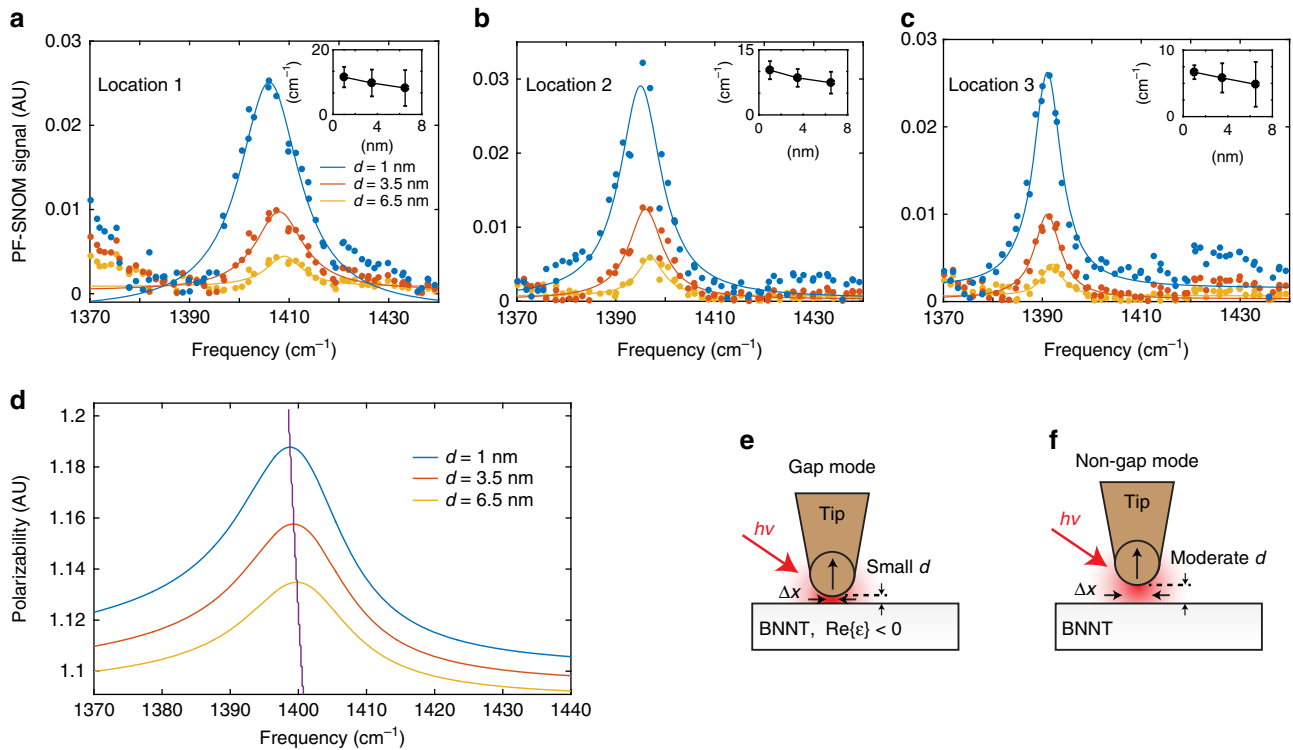 a
0.03
0.02
0.01
0
PF-SNOM signal (AU)
Location 1
20
0
(cm⁻¹)
0 4 8
(nm)
d = 1 nm
d = 3.5 nm
d = 6.5 nm
1370 1390 1410 1430
Frequency (cm⁻¹)
b
0.03
0.02
0.01
0
Location 2
15
0
(cm⁻¹)
0 4 8
(nm)
1370 1390 1410 1430
Frequency (cm⁻¹)
c
0.03
0.02
0.01
0
Location 3
10
0
(cm⁻¹)
0 4 8
(nm)
1370 1390 1410 1430
Frequency (cm⁻¹)
d
1.2
1.18
1.16
1.14
1.12
1.1
Polarizability (AU)
d = 1 nm
d = 3.5 nm
d = 6.5 nm
1370 1380 1390 1400 1410 1420 1430 1440
Frequency (cm⁻¹)
e
Gap mode
Tip
hν
Small d
Δx
BNNT, Re{ε} < 0
f
Non-gap mode
Tip
hν
Moderate d
Δx
BNNT